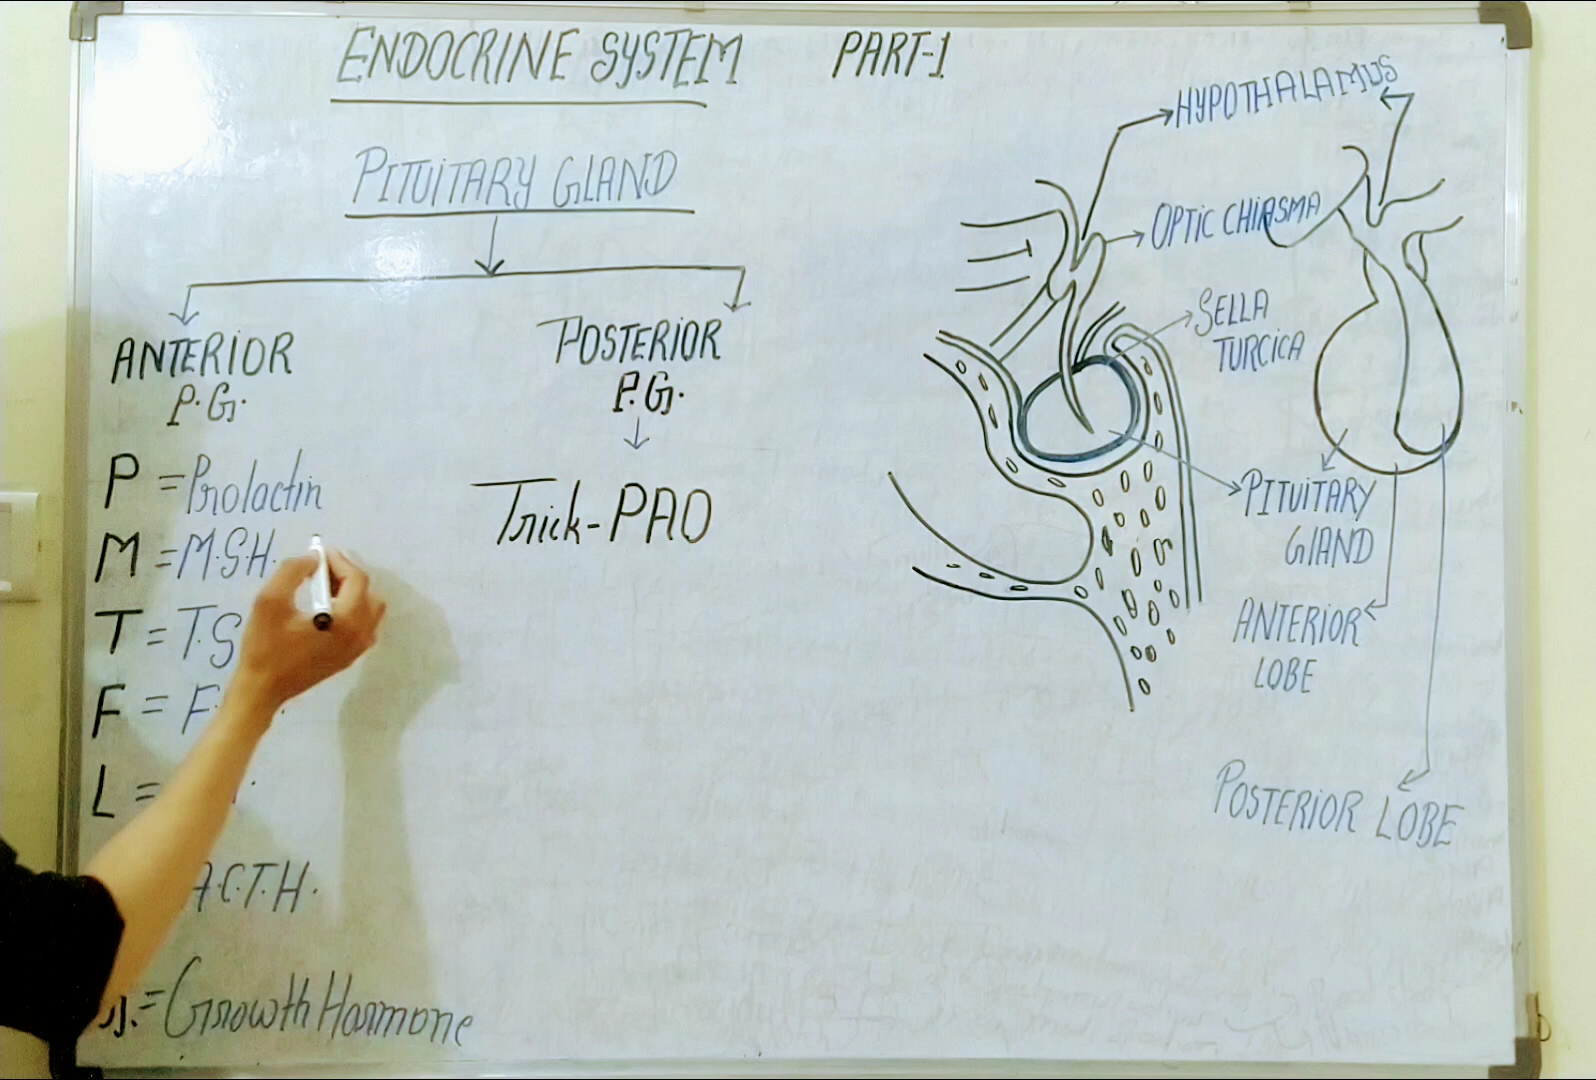 ENDOCRINE SYSTEM PART-1
PITUITARY GLAND
ANTERIOR
P.G.
POSTERIOR
P.G.
P = Prolactin
M = M.S.H.
T = T.S
F = F.
L =
A.C.T.H.
= Growth Harmone
Trick-PAO
HYPOTHALAMUS
OPTIC CHIASMA
SELLA
TURCICA
PITUITARY
GLAND
ANTERIOR
LOBE
POSTERIOR LOBE